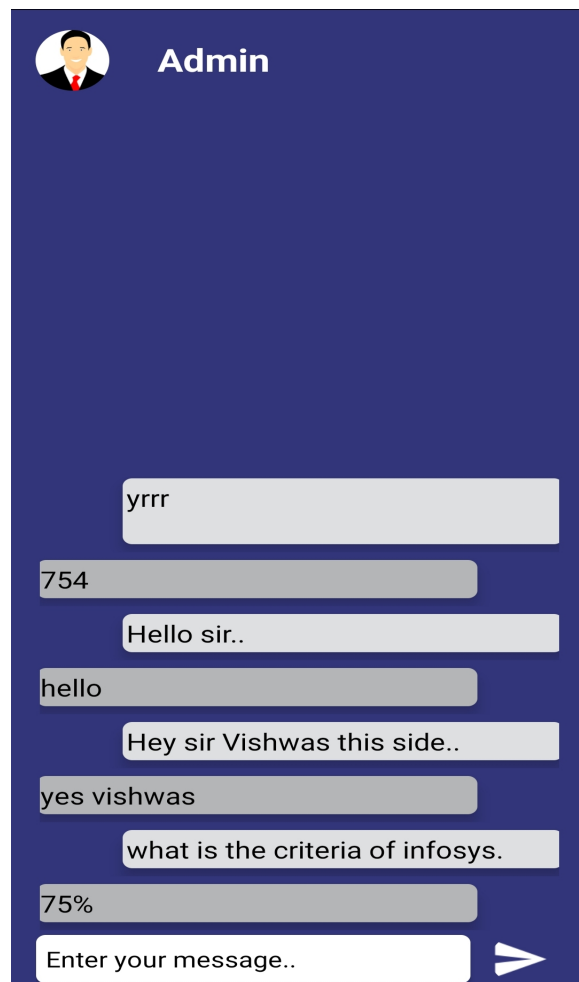 Admin
yrrr
754
Hello sir..
hello
Hey sir Vishwas this side..
yes vishwas
what is the criteria of infosys.
75%
Enter your message..